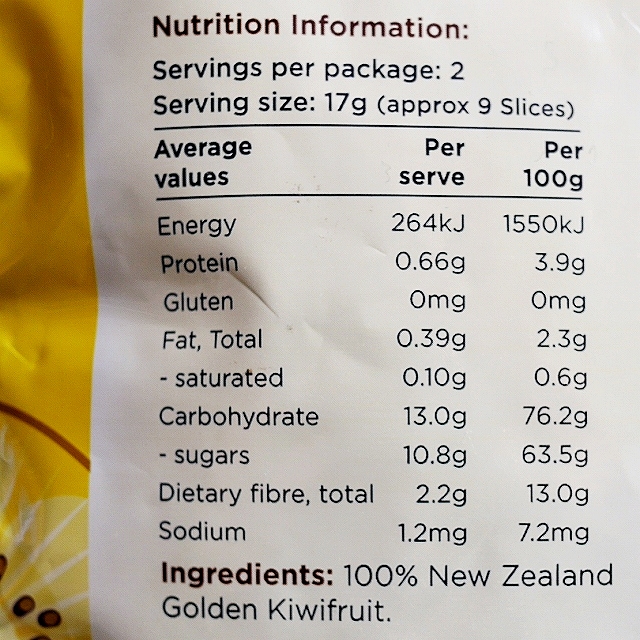 Nutrition Information:
Servings per package: 2
Serving size: 17g (approx 9 Slices)
Average values Per serve Per 100g
Energy 264kJ 1550kJ
Protein 0.66g 3.9g
Gluten 0mg 0mg
Fat, Total 0.39g 2.3g
- saturated 0.10g 0.6g
Carbohydrate 13.0g 76.2g
- sugars 10.8g 63.5g
Dietary fibre, total 2.2g 13.0g
Sodium 1.2mg 7.2mg
Ingredients: 100% New Zealand
Golden Kiwifruit.